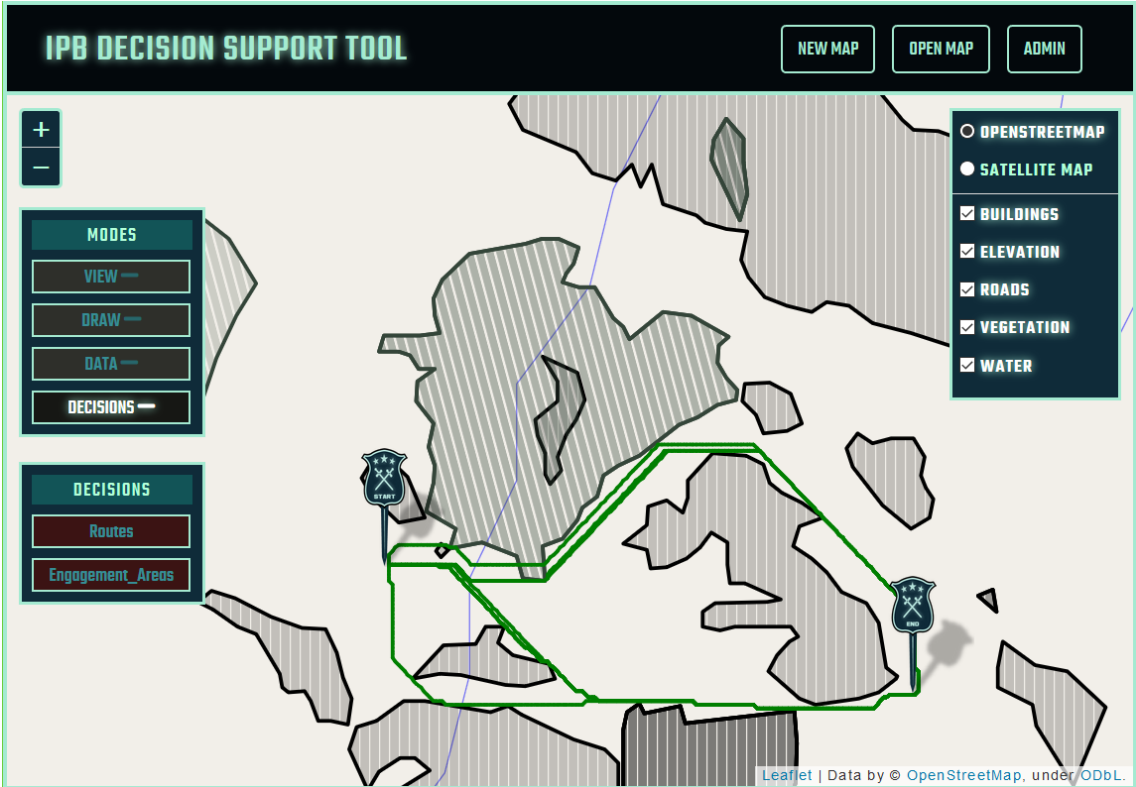 IPB DECISION SUPPORT TOOL
NEW MAP
OPEN MAP
ADMIN
+
−
OPENSTREETMAP
SATELLITE MAP
BUILDINGS
ELEVATION
ROADS
VEGETATION
WATER
MODES
VIEW
DRAW
DATA
DECISIONS
DECISIONS
Routes
Engagement_Areas
START
END
Leaflet | Data by © OpenStreetMap, under ODbL.